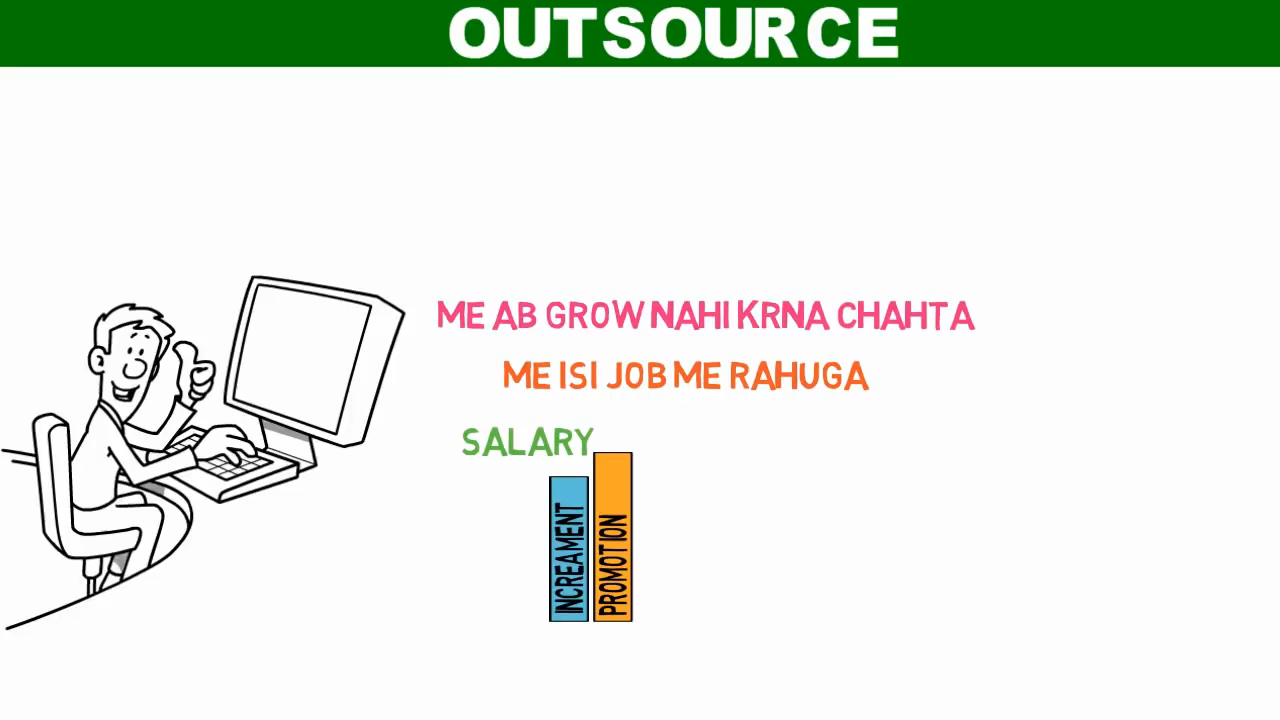 OUTSOURCE
ME AB GROW NAHI KRNA CHAHTA
ME ISI JOB ME RAHUGA
SALARY
INCREAMENT
PROMOTION